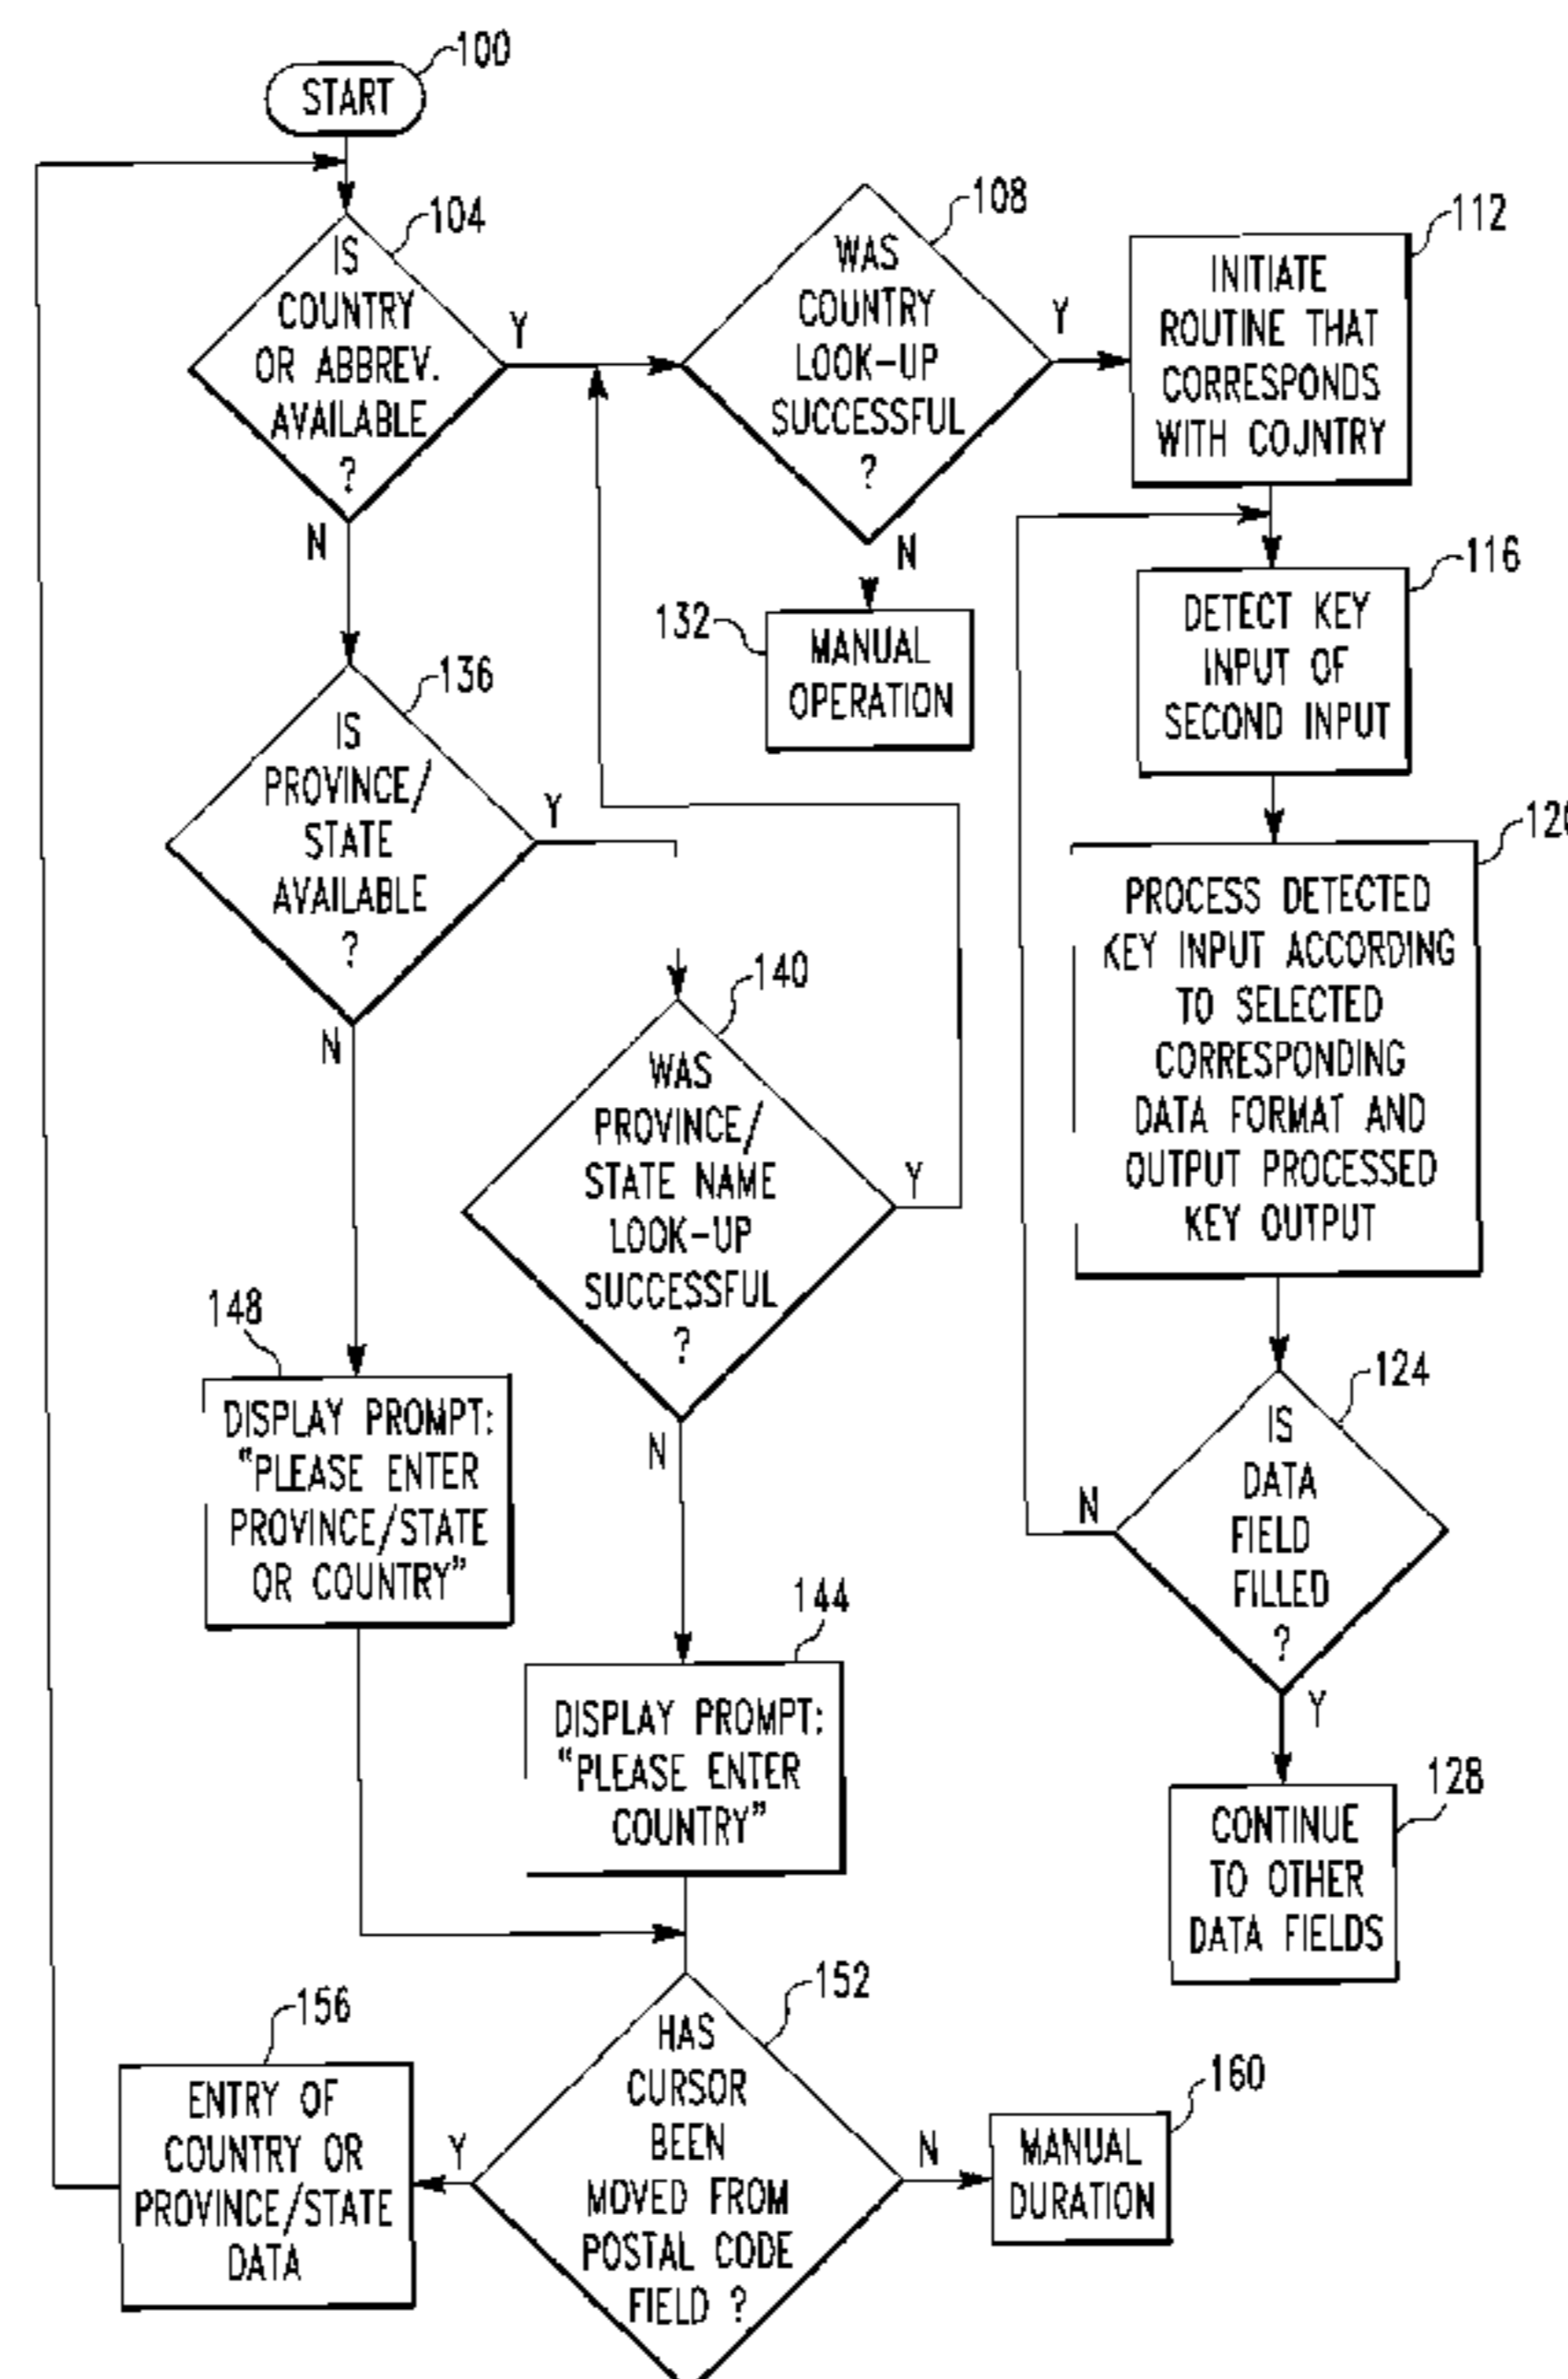 100
START
104
IS
COUNTRY
OR ABBREV.
AVAILABLE
?
Y
N
108
WAS
COUNTRY
LOOK-UP
SUCCESSFUL
?
Y
N
112
INITIATE
ROUTINE THAT
CORRESPONDS
WITH COJNTRY
132
MANUAL
OPERATION
116
DETECT KEY
INPUT OF
SECOND INPUT
136
IS
PROVINCE/
STATE
AVAILABLE
?
Y
N
120
PROCESS DETECTED
KEY INPUT ACCORDING
TO SELECTED
CORRESPONDING
DATA FORMAT AND
OUTPUT PROCESSED
KEY OUTPUT
140
WAS
PROVINCE/
STATE NAME
LOOK-UP
SUCCESSFUL
?
Y
N
148
DISPLAY PROMPT:
“PLEASE ENTER
PROVINCE/STATE
OR COUNTRY”
124
IS
DATA
FIELD
FILLED
?
N
Y
144
DISPLAY PROMPT:
“PLEASE ENTER
COUNTRY”
128
CONTINUE
TO OTHER
DATA FIELDS
152
HAS
CURSOR
BEEN
MOVED FROM
POSTAL CODE
FIELD ?
Y
N
156
ENTRY OF
COUNTRY OR
PROVINCE/STATE
DATA
160
MANUAL
DURATION